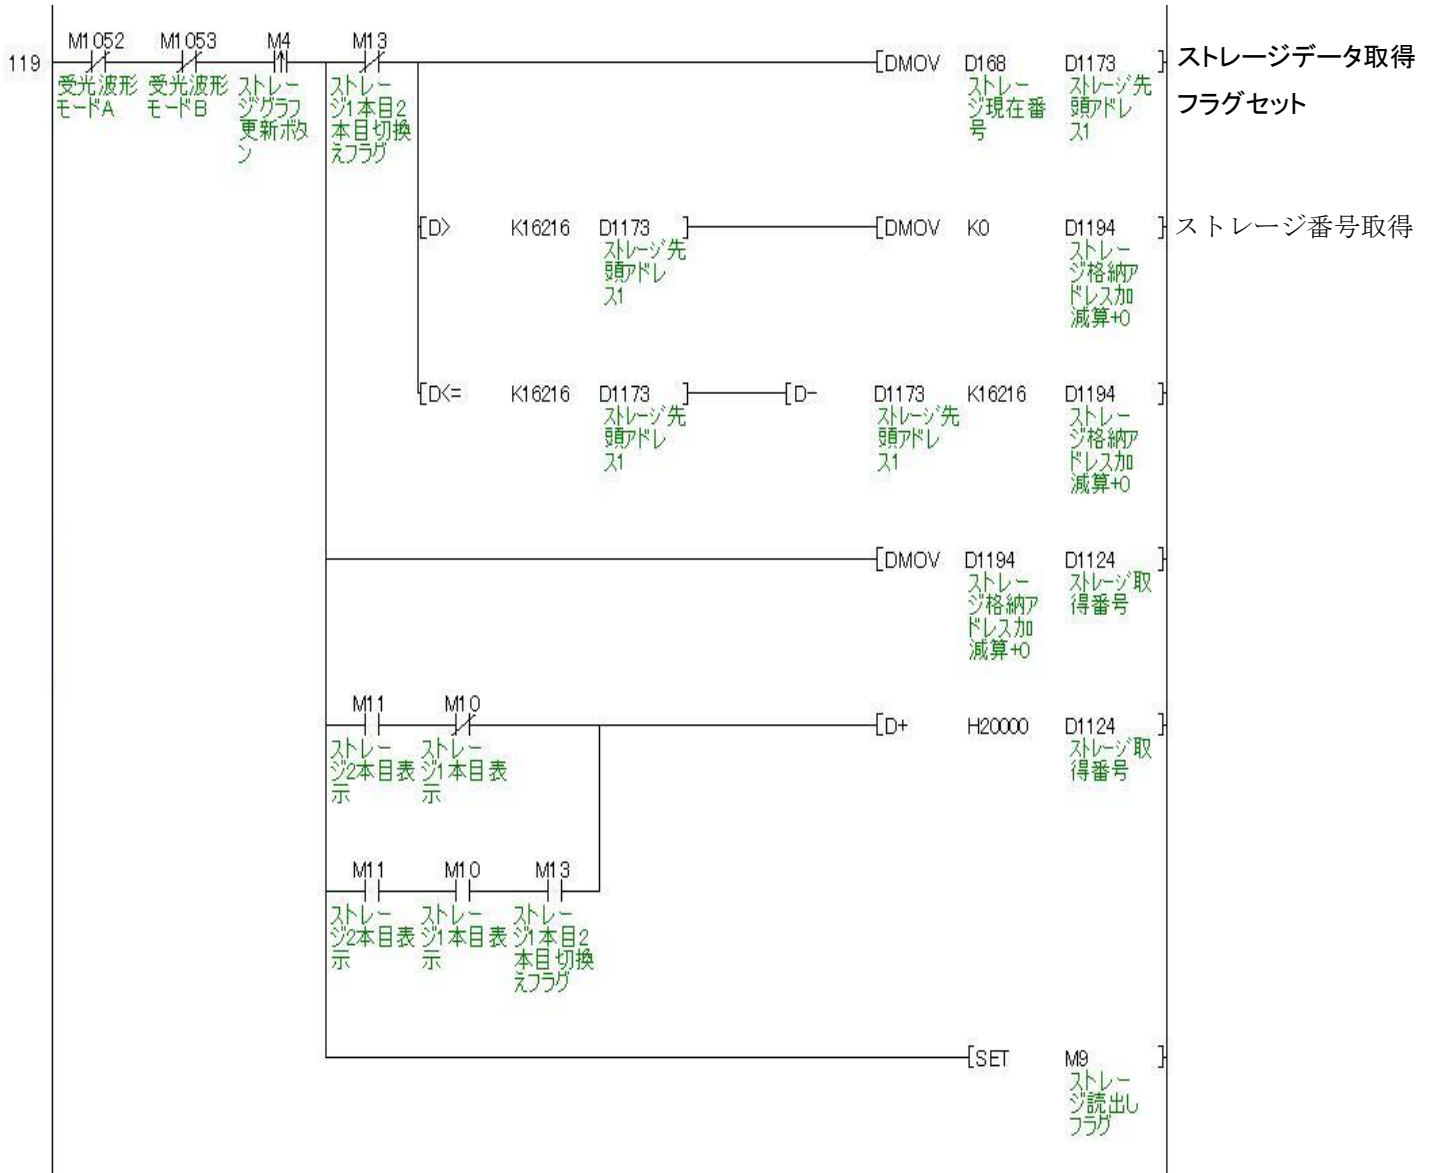 M1052 M1053 M4 M13
119 [DMOV D168 D1173 ] ストレージデータ取得
受光波形 受光波形 ストレー ストレー ストレー ストレージ先
モードA モードB ジグラフ ジ1本目2 ジ現在番 頭アドレ フラグセット
更新ボタ 本目切換 号 ス1
ン えフラグ
[D> K16216 D1173 ] [DMOV K0 D1194 ] ストレージ番号取得
ストレージ先 ストレー
頭アドレ ジ格納ア
ス1 ドレス加
減算+0
[D<= K16216 D1173 ] [D- D1173 K16216 D1194 ]
ストレージ先 ストレージ先 ストレー
頭アドレ 頭アドレ ジ格納ア
ス1 ス1 ドレス加
減算+0
[DMOV D1194 D1124 ]
ストレー ストレージ取
ジ格納ア 得番号
ドレス加
減算+0
M11 M10
[D+ H20000 D1124 ]
ストレー ストレー ストレージ取
ジ2本目表 ジ1本目表 得番号
示 示
M11 M10 M13
ストレー ストレー ストレー
ジ2本目表 ジ1本目表 ジ1本目2
示 示 本目切換
えフラグ
[SET M9 ]
ストレー
ジ読出し
フラグ